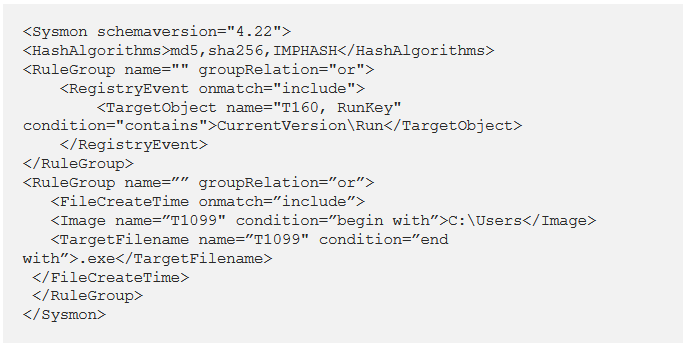 <Sysmon schemaversion="4.22">
<HashAlgorithms>md5,sha256,IMPHASH</HashAlgorithms>
<RuleGroup name="" groupRelation="or">
    <RegistryEvent onmatch="include">
        <TargetObject name="T160, RunKey"
condition="contains">CurrentVersion\Run</TargetObject>
    </RegistryEvent>
</RuleGroup>
<RuleGroup name=”” groupRelation=”or”>
   <FileCreateTime onmatch=”include”>
   <Image name=”T1099" condition=”begin with”>C:\Users</Image>
   <TargetFilename name=”T1099" condition=”end
with”>.exe</TargetFilename>
 </FileCreateTime>
 </RuleGroup>
</Sysmon>